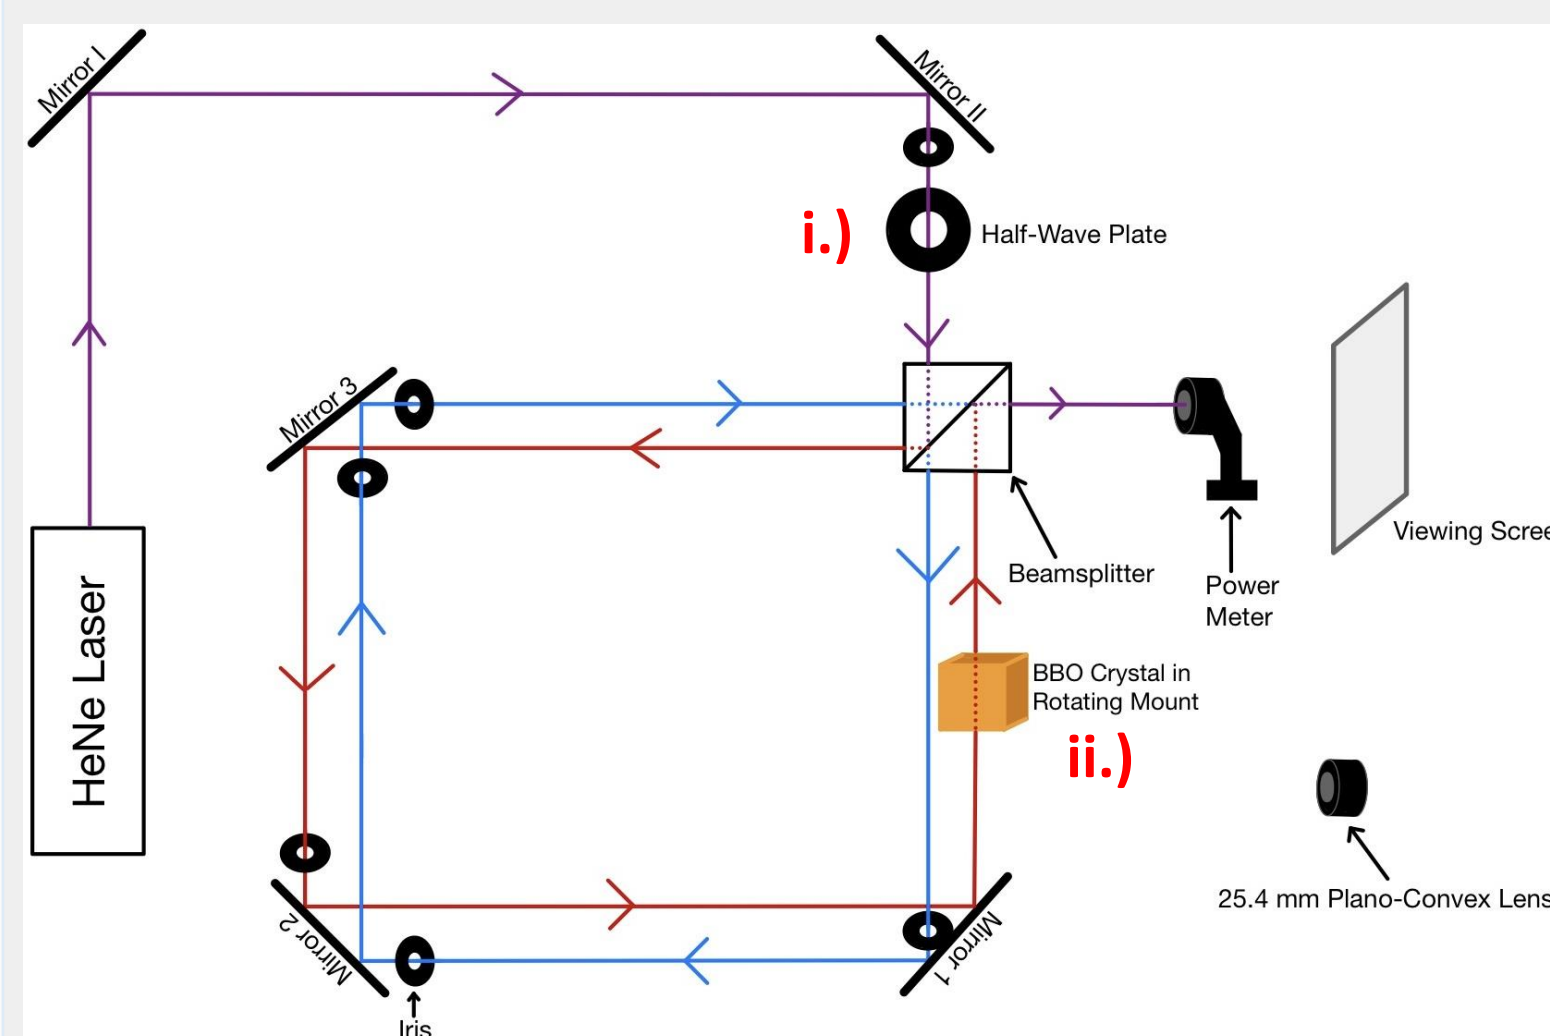 Mirror I
Mirror II
i.)
Half-Wave Plate
Mirror 3
HeNe Laser
Beamsplitter
Viewing Scree
Power
Meter
BBO Crystal in
Rotating Mount
ii.)
25.4 mm Plano-Convex Lens
Mirror 2
Mirror 1
Iris